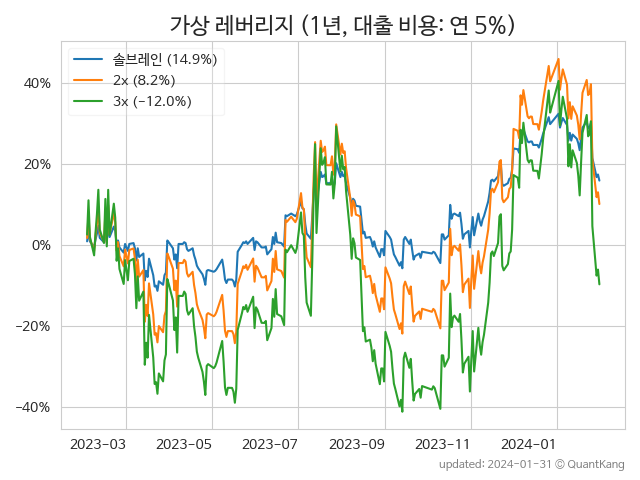 가상 레버리지 (1년, 대출 비용: 연 5%)
솔브레인 (14.9%)
2x (8.2%)
3x (−12.0%)
40%
20%
0%
−20%
−40%
2023-03 2023-05 2023-07 2023-09 2023-11 2024-01
updated: 2024-01-31 © QuantKang